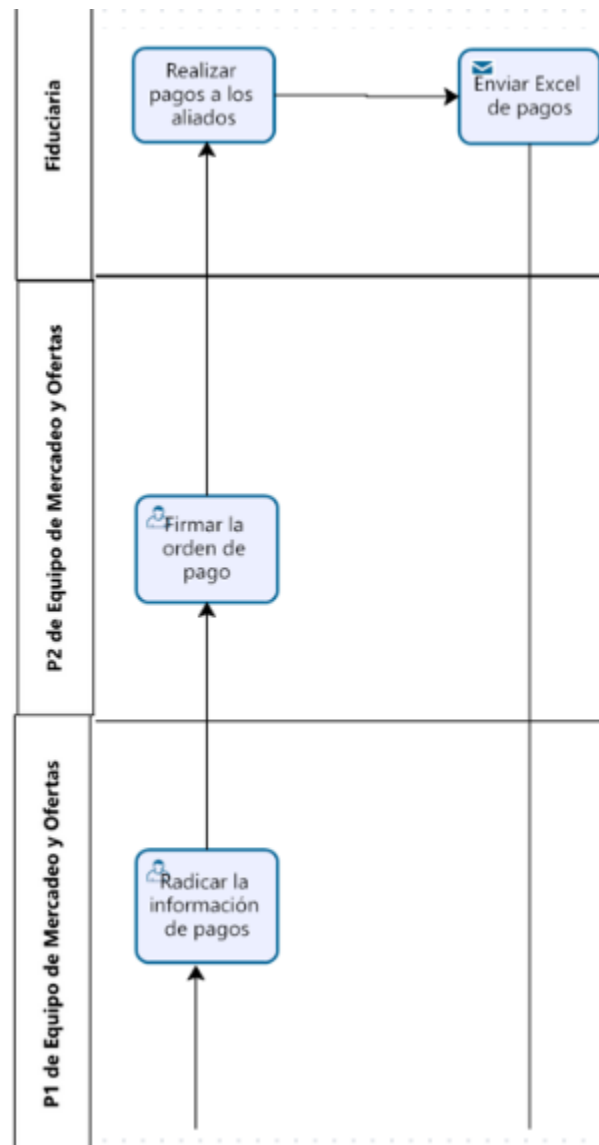 Fiduciaria
Realizar
pagos a los
aliados
Enviar Excel
de pagos
P2 de Equipo de Mercadeo y Ofertas
Firmar la
orden de
pago
P1 de Equipo de Mercadeo y Ofertas
Radicar la
información
de pagos